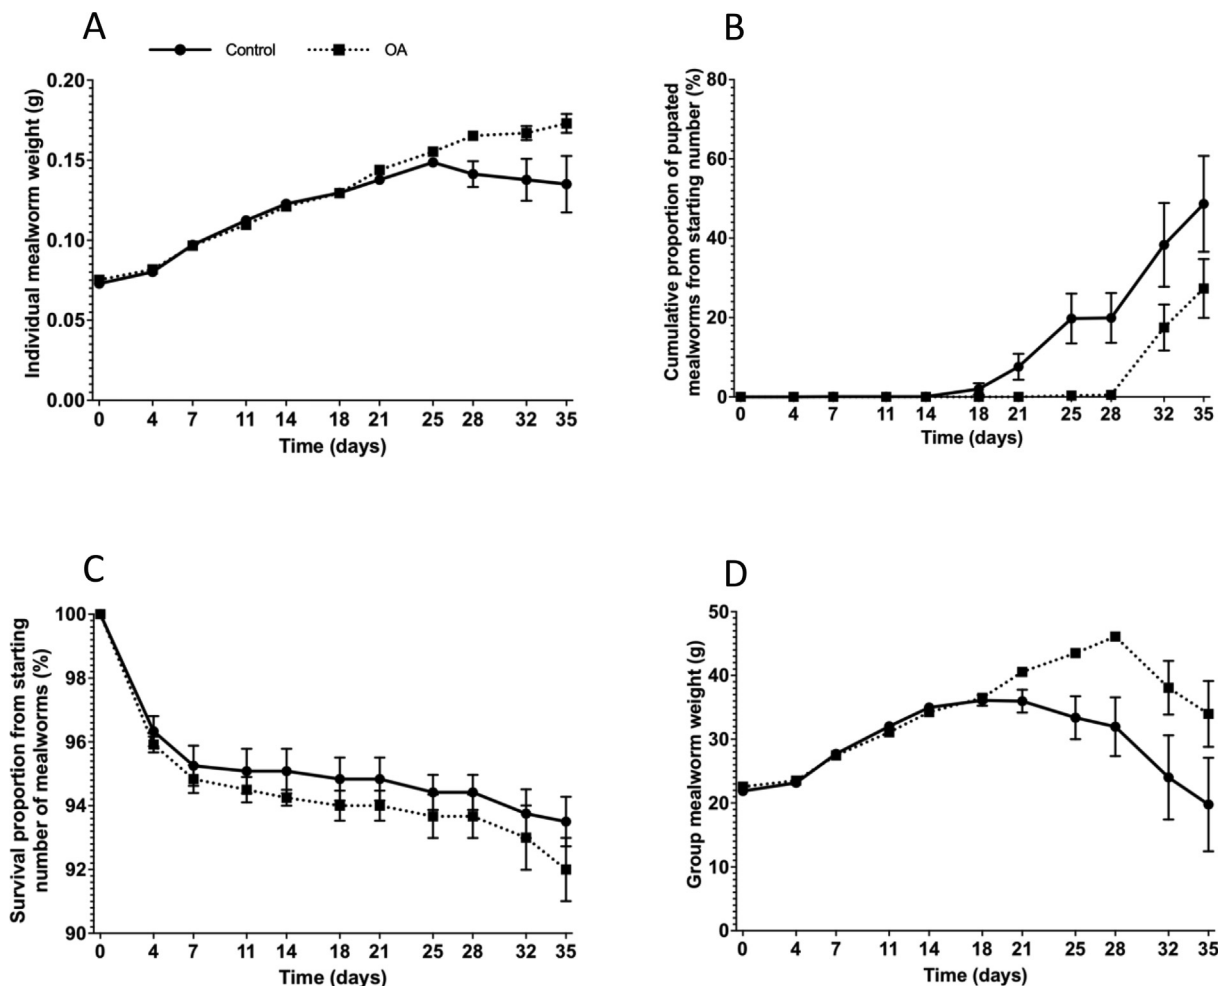 A
Control
OA
Individual mealworm weight (g)
0.20
0.15
0.10
0.05
0.00
0 4 7 11 14 18 21 25 28 32 35
Time (days)
B
Cumulative proportion of pupated
mealworms from starting number (%)
80
60
40
20
0
0 4 7 11 14 18 21 25 28 32 35
Time (days)
C
Survival proportion from starting
number of mealworms (%)
100
98
96
94
92
90
0 4 7 11 14 18 21 25 28 32 35
Time (days)
D
Group mealworm weight (g)
50
40
30
20
10
0
0 4 7 11 14 18 21 25 28 32 35
Time (days)